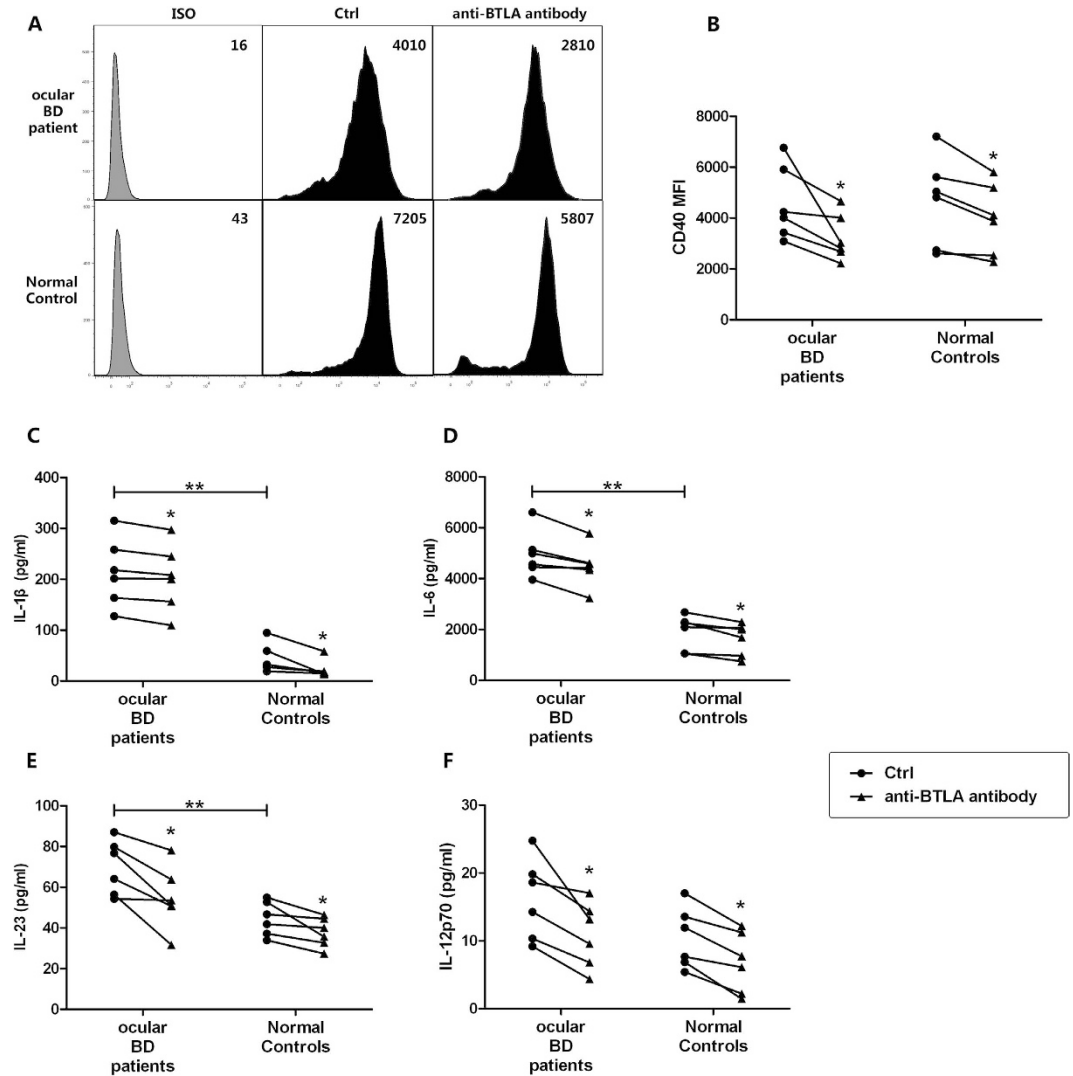 A
ISO
Ctrl
anti-BTLA antibody
16
4010
2810
ocular
BD
patient
43
7205
5807
Normal
Control
B
8000
6000
4000
2000
0
CD40 MFI
*
*
ocular
BD
patients
Normal
Controls
C
400
300
200
100
0
IL-1β (pg/ml)
**
*
*
ocular
BD
patients
Normal
Controls
D
8000
6000
4000
2000
0
IL-6 (pg/ml)
**
*
*
ocular
BD
patients
Normal
Controls
E
100
80
60
40
20
0
IL-23 (pg/ml)
**
*
*
ocular
BD
patients
Normal
Controls
F
30
20
10
0
IL-12p70 (pg/ml)
*
*
ocular
BD
patients
Normal
Controls
Ctrl
anti-BTLA antibody